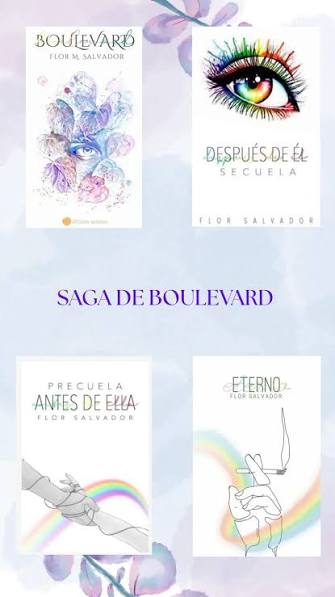 BOULEVARD
FLOR M. SALVADOR
DESPUÉS DE ÉL
SECUELA
FLOR SALVADOR
SAGA DE BOULEVARD
PRECUELA
ANTES DE ELLA
FLOR SALVADOR
ETERNO
FLOR SALVADOR